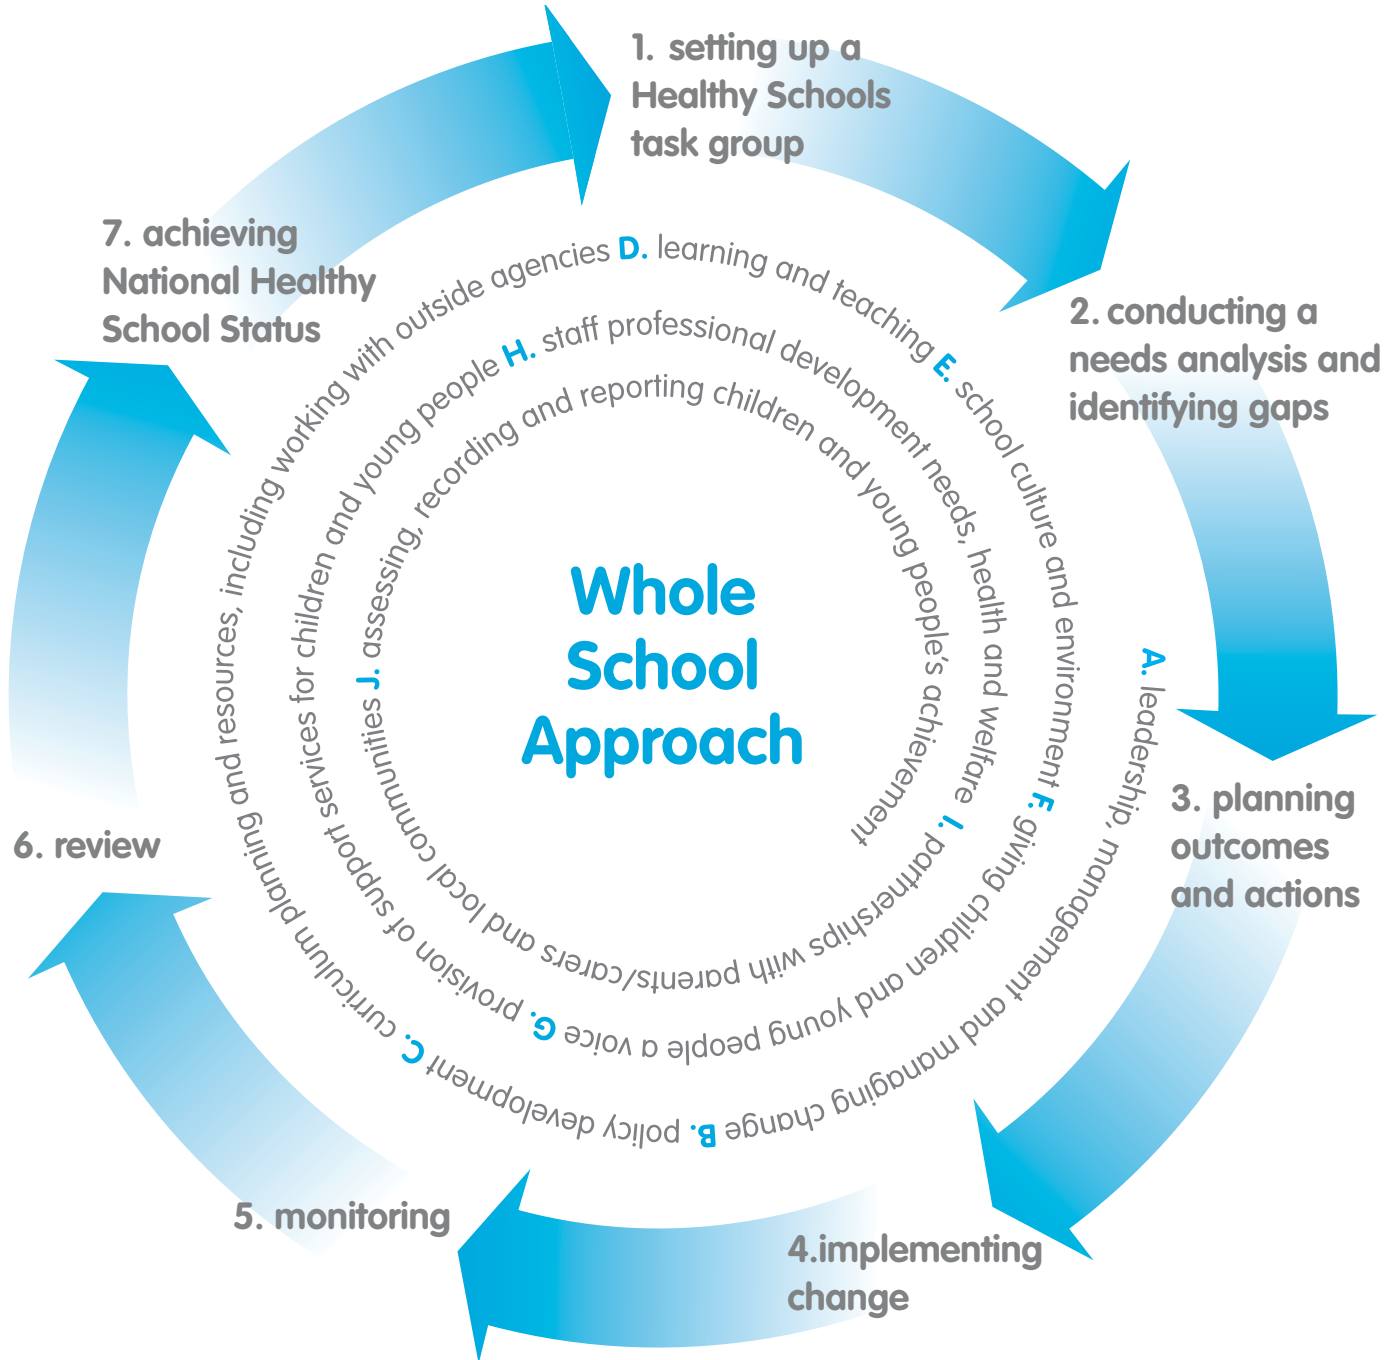 1. setting up a
Healthy Schools
task group
2. conducting a
needs analysis and
identifying gaps
3. planning
outcomes
and actions
4.implementing
change
5. monitoring
6. review
7. achieving
National Healthy
School Status
A. leadership, management and managing change B. policy development C. curriculum planning and resources, including working with outside agencies D. learning and teaching E. school culture and environment F. giving children and young people a voice G. provision of support services for children and young people H. staff professional development needs, health and welfare I. partnerships with parents/carers and local communities J. assessing, recording and reporting children and young people's achievement
Whole
School
Approach